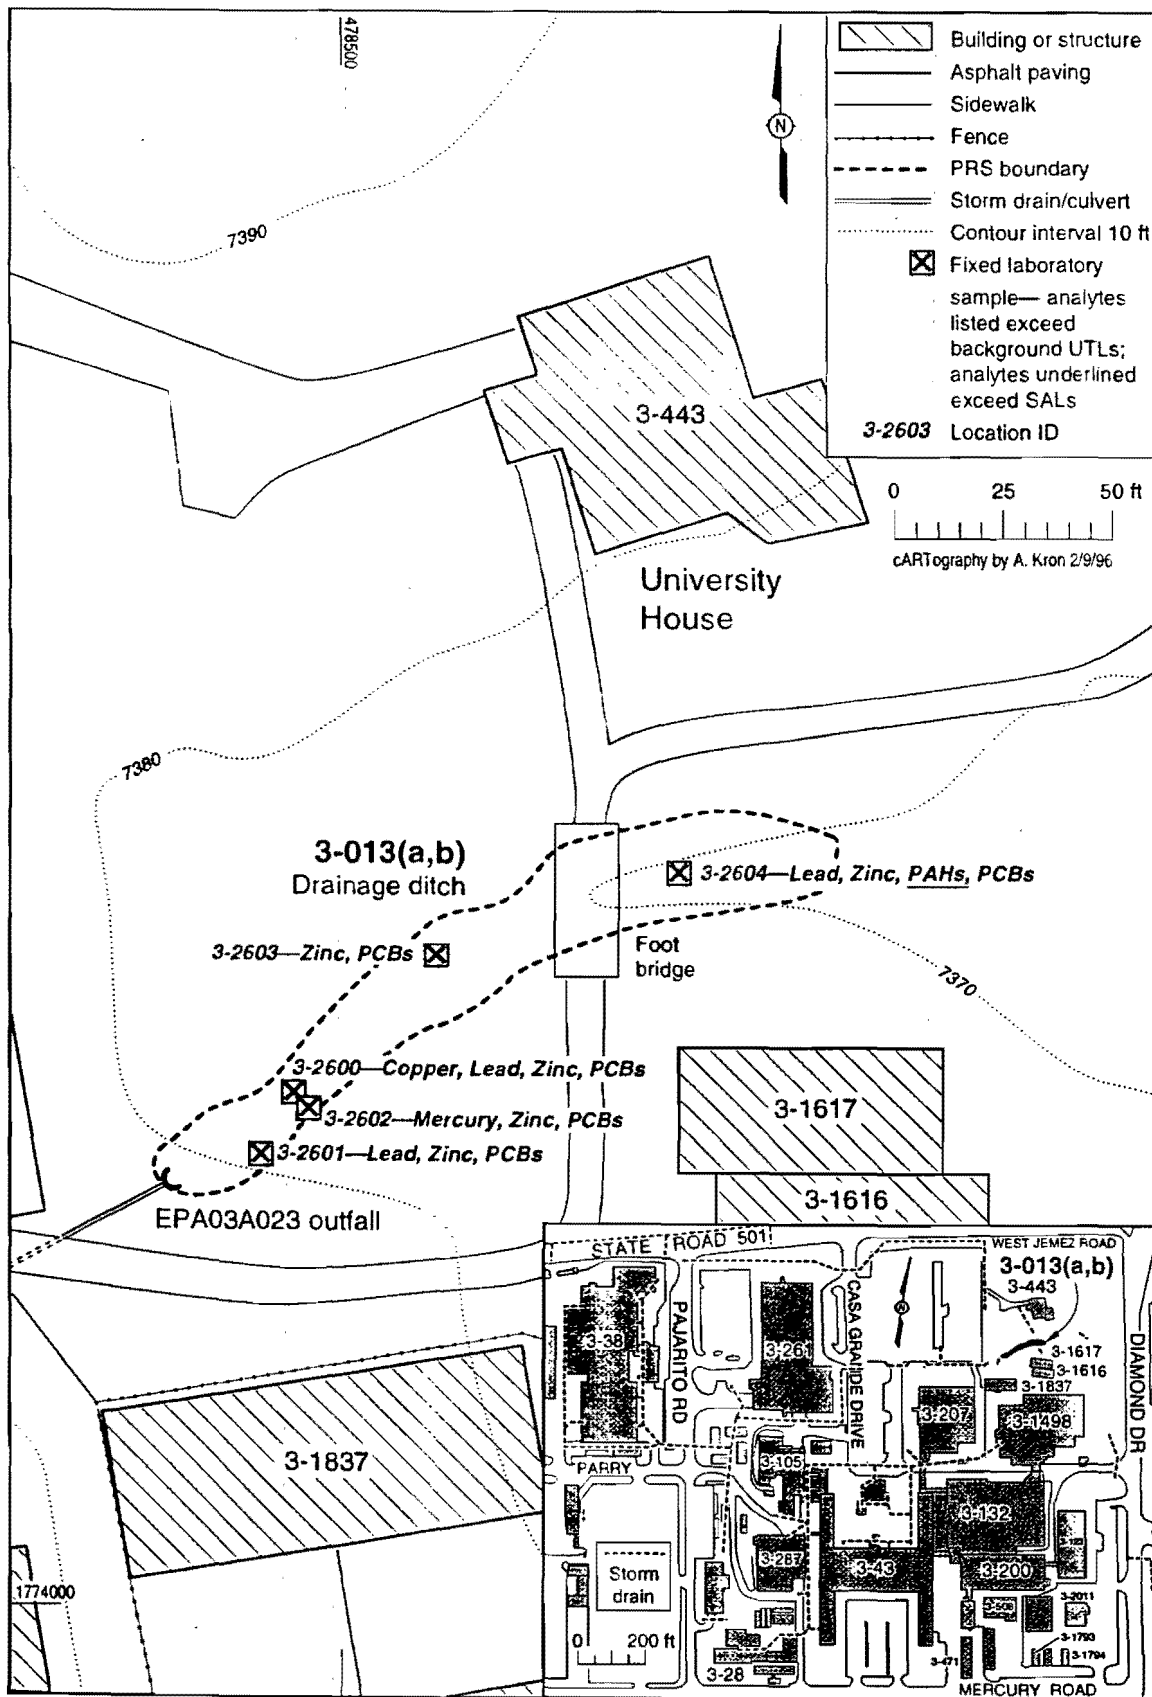 478500
Building or structure
Asphalt paving
Sidewalk
Fence
PRS boundary
Storm drain/culvert
Contour interval 10 ft
Fixed laboratory
sample— analytes
listed exceed
background UTLs;
analytes underlined
exceed SALs
3-2603 Location ID
N
7390
3-443
0 25 50 ft
cARTography by A. Kron 2/9/96
University
House
7380
3-013(a,b)
Drainage ditch
3-2604—Lead, Zinc, PAHs, PCBs
3-2603—Zinc, PCBs
Foot
bridge
7370
3-2600—Copper, Lead, Zinc, PCBs
3-2602—Mercury, Zinc, PCBs
3-2601—Lead, Zinc, PCBs
3-1617
3-1616
EPA03A023 outfall
3-1837
1774000
STATE ROAD 501
WEST JEMEZ ROAD
3-013(a,b)
3-443
3-38
PAJARITO RD
3-261
CASA GRANDE DRIVE
N
3-1617
3-1616
3-1837
DIAMOND DR
3-207
3-1498
3-105
PARRY
3-132
3-287
3-43
3-200
Storm
drain
3-2011
3-1793
3-1794
3-471
0 200 ft
3-28
MERCURY ROAD